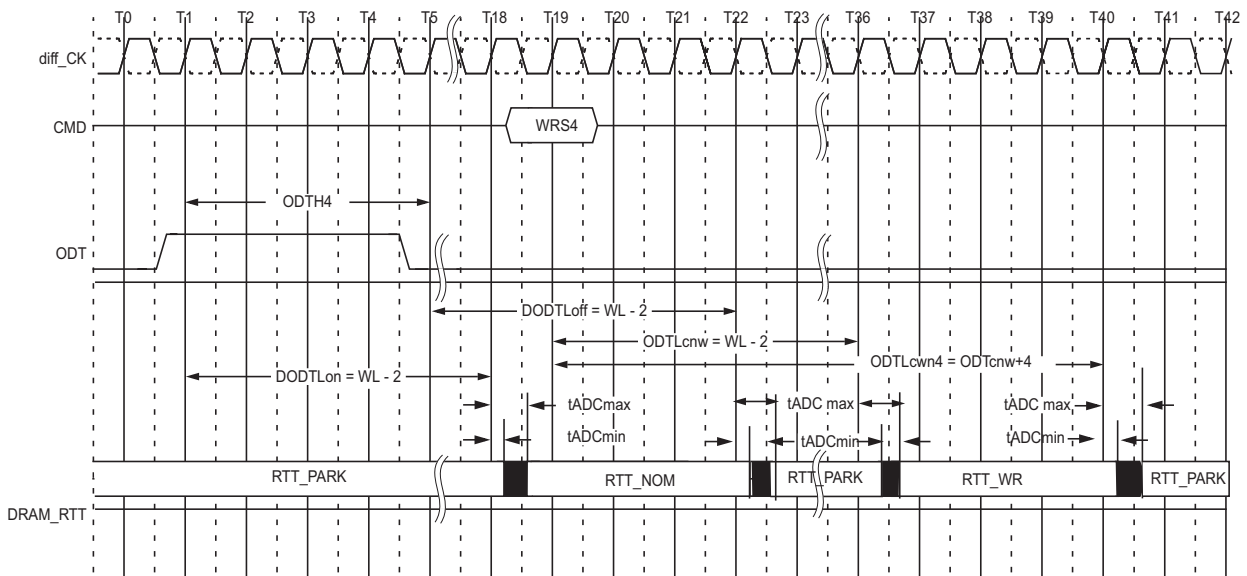 T0 T1 T2 T3 T4 T5 T18 T19 T20 T21 T22 T23 T36 T37 T38 T39 T40 T41 T42
diff_CK
CMD
WRS4
ODTH4
ODT
DODTLoff = WL - 2
ODTLcnw = WL - 2
ODTLcwn4 = ODTcnw+4
DODTLon = WL - 2
tADCmax
tADC max
tADC max
tADCmin
tADCmin
tADCmin
RTT_PARK RTT_NOM RTT_PARK RTT_WR RTT_PARK
DRAM_RTT